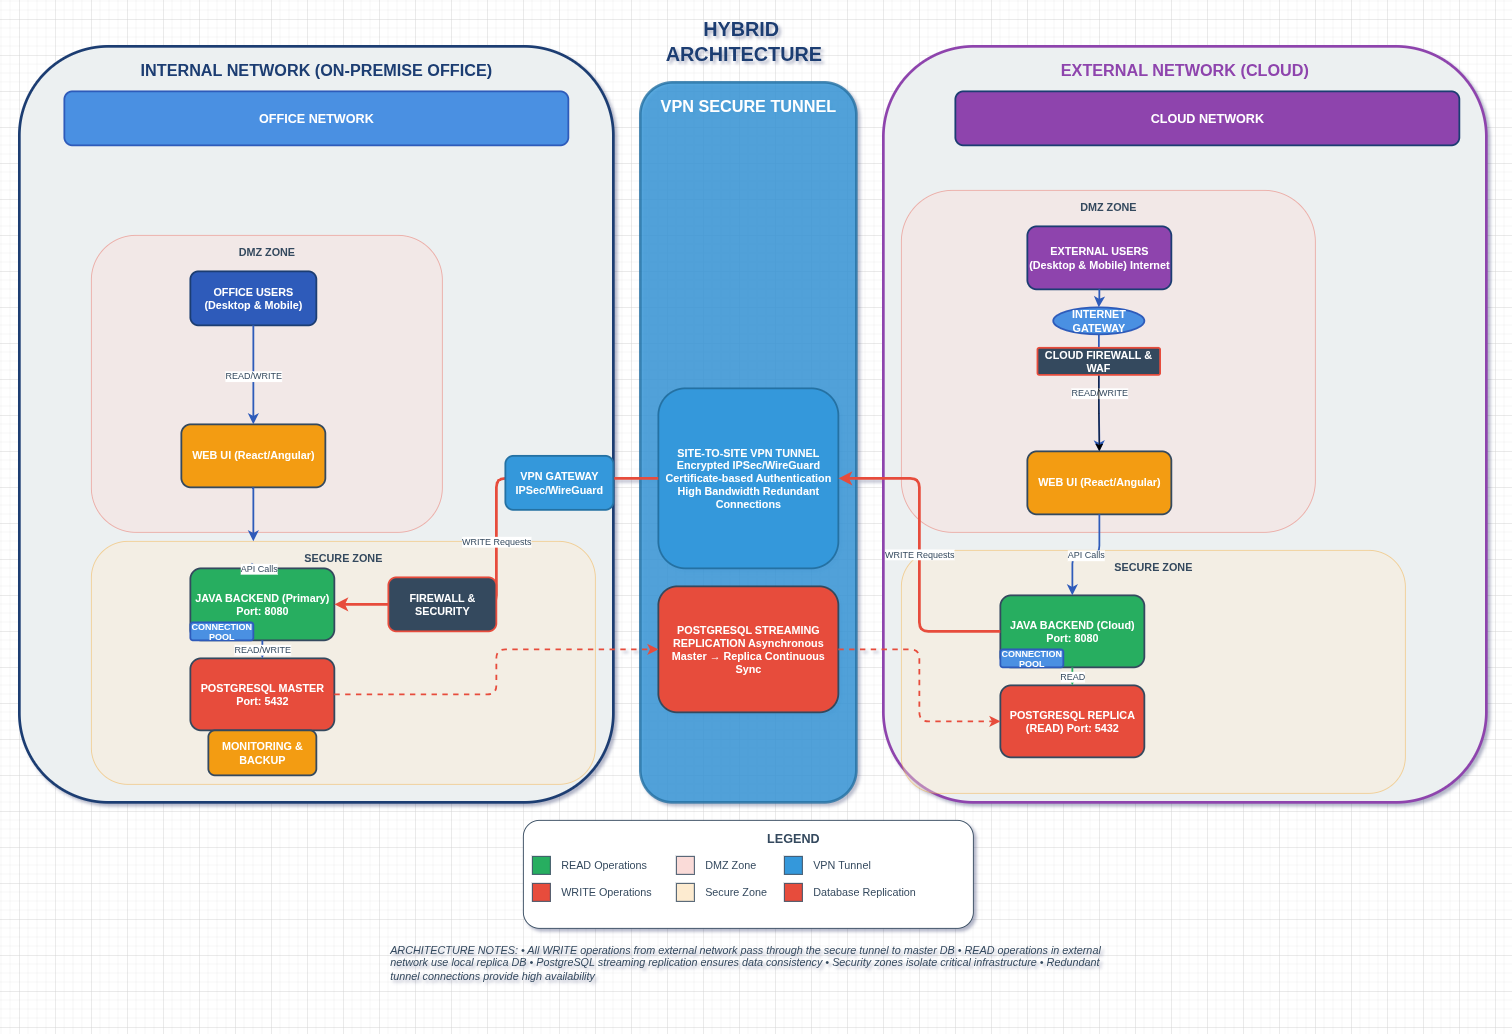 HYBRID
ARCHITECTURE
INTERNAL NETWORK (ON-PREMISE OFFICE)
OFFICE NETWORK
DMZ ZONE
OFFICE USERS
(Desktop & Mobile)
READ/WRITE
WEB UI (React/Angular)
SECURE ZONE
API Calls
JAVA BACKEND (Primary)
Port: 8080
CONNECTION
POOL
READ/WRITE
POSTGRESQL MASTER
Port: 5432
MONITORING &
BACKUP
FIREWALL &
SECURITY
WRITE Requests
VPN GATEWAY
IPSec/WireGuard
VPN SECURE TUNNEL
SITE-TO-SITE VPN TUNNEL
Encrypted IPSec/WireGuard
Certificate-based Authentication
High Bandwidth Redundant
Connections
POSTGRESQL STREAMING
REPLICATION Asynchronous
Master → Replica Continuous
Sync
EXTERNAL NETWORK (CLOUD)
CLOUD NETWORK
DMZ ZONE
EXTERNAL USERS
(Desktop & Mobile) Internet
INTERNET
GATEWAY
CLOUD FIREWALL &
WAF
READ/WRITE
WEB UI (React/Angular)
WRITE Requests
API Calls
SECURE ZONE
JAVA BACKEND (Cloud)
Port: 8080
CONNECTION
POOL
READ
POSTGRESQL REPLICA
(READ) Port: 5432
LEGEND
READ Operations
DMZ Zone
VPN Tunnel
WRITE Operations
Secure Zone
Database Replication
ARCHITECTURE NOTES: • All WRITE operations from external network pass through the secure tunnel to master DB • READ operations in external
network use local replica DB • PostgreSQL streaming replication ensures data consistency • Security zones isolate critical infrastructure • Redundant
tunnel connections provide high availability